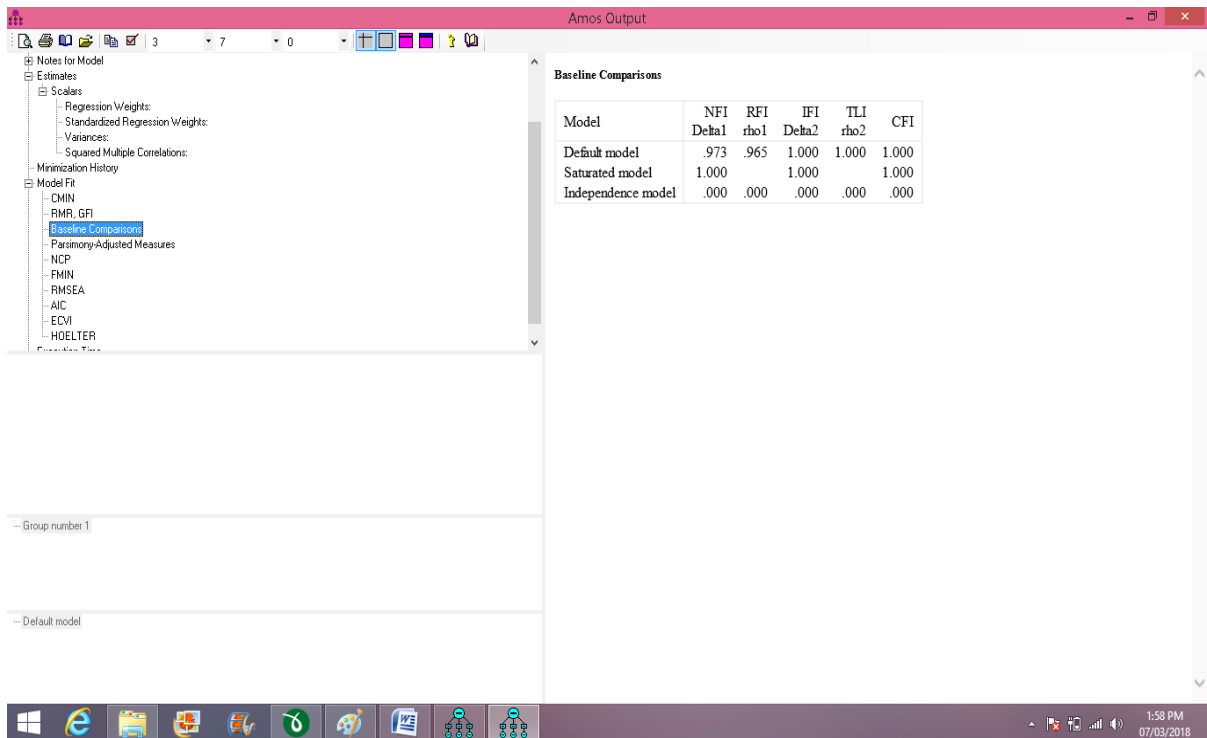 Amos Output
3 7 0
Notes for Model
Estimates
Scalars
Regression Weights:
Standardized Regression Weights:
Variances:
Squared Multiple Correlations:
Minimization History
Model Fit
CMIN
RMR, GFI
Baseline Comparisons
Parsimony-Adjusted Measures
NCP
FMIN
RMSEA
AIC
ECVI
HOELTER
Execution Time
Group number 1
Default model
Baseline Comparisons
Model NFI Delta1 RFI rho1 IFI Delta2 TLI rho2 CFI
Default model .973 .965 1.000 1.000 1.000
Saturated model 1.000 1.000 1.000
Independence model .000 .000 .000 .000 .000
1:58 PM
07/03/2018